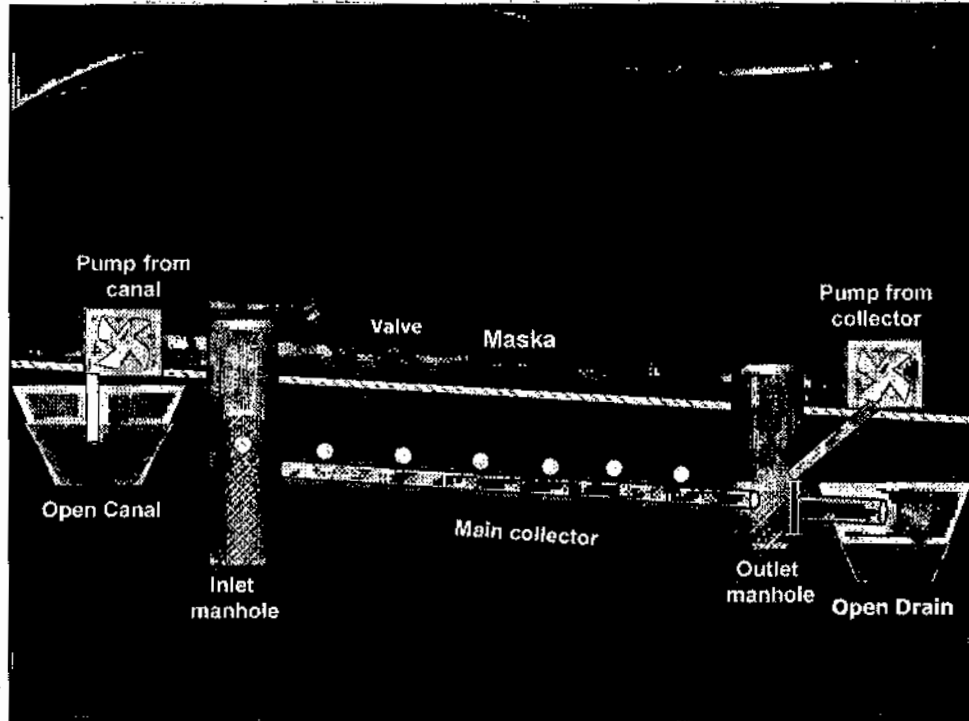 Pump from
canal
Valve
Maska
Pump from
collector
Open Canal
Main collector
Inlet
manhole
Outlet
manhole
Open Drain